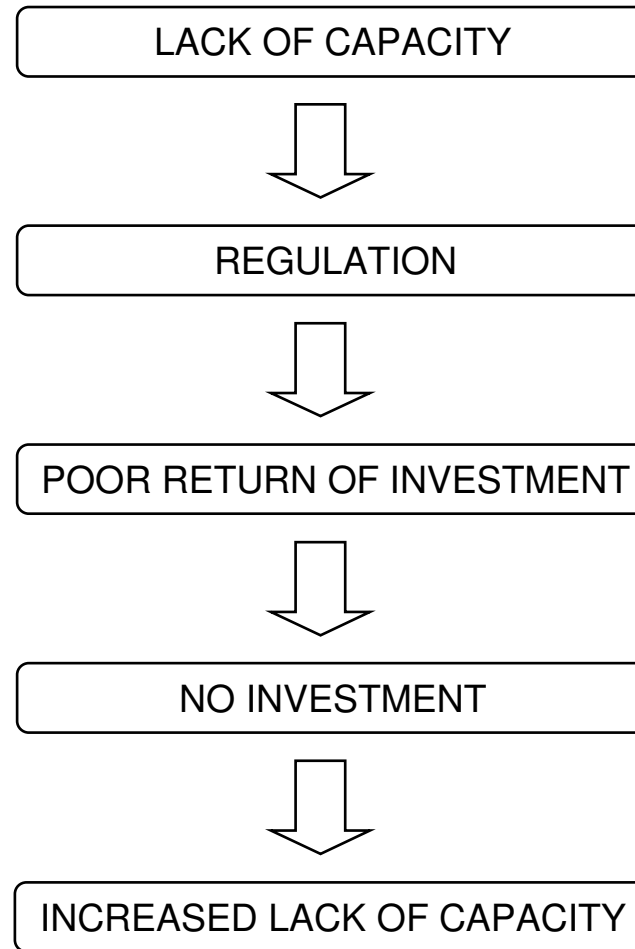 LACK OF CAPACITY
REGULATION
POOR RETURN OF INVESTMENT
NO INVESTMENT
INCREASED LACK OF CAPACITY